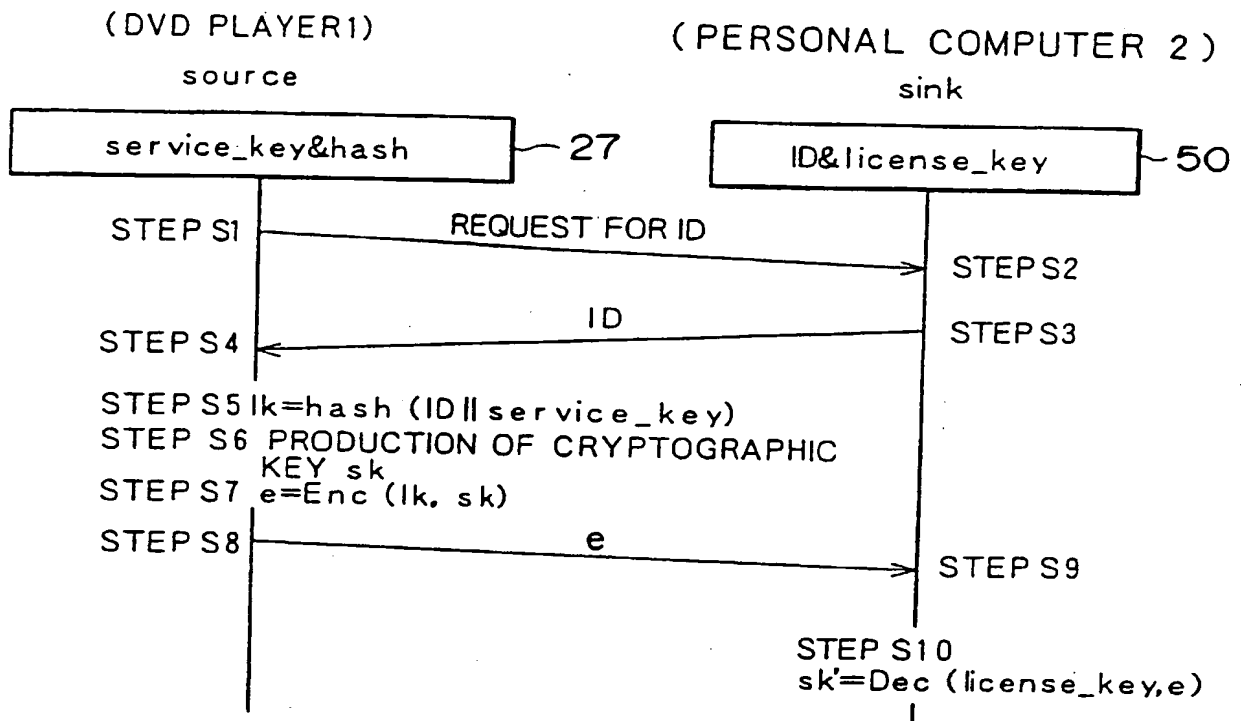 (DVD PLAYER1)
(PERSONAL COMPUTER 2)
source
sink
service_key&hash
27
ID&license_key
50
STEP S1
REQUEST FOR ID
STEP S2
ID
STEP S3
STEP S4
STEP S5 lk=hash (ID||service_key)
STEP S6 PRODUCTION OF CRYPTOGRAPHIC
KEY sk
STEP S7 e=Enc (lk, sk)
STEP S8
e
STEP S9
STEP S10
sk'=Dec (license_key,e)